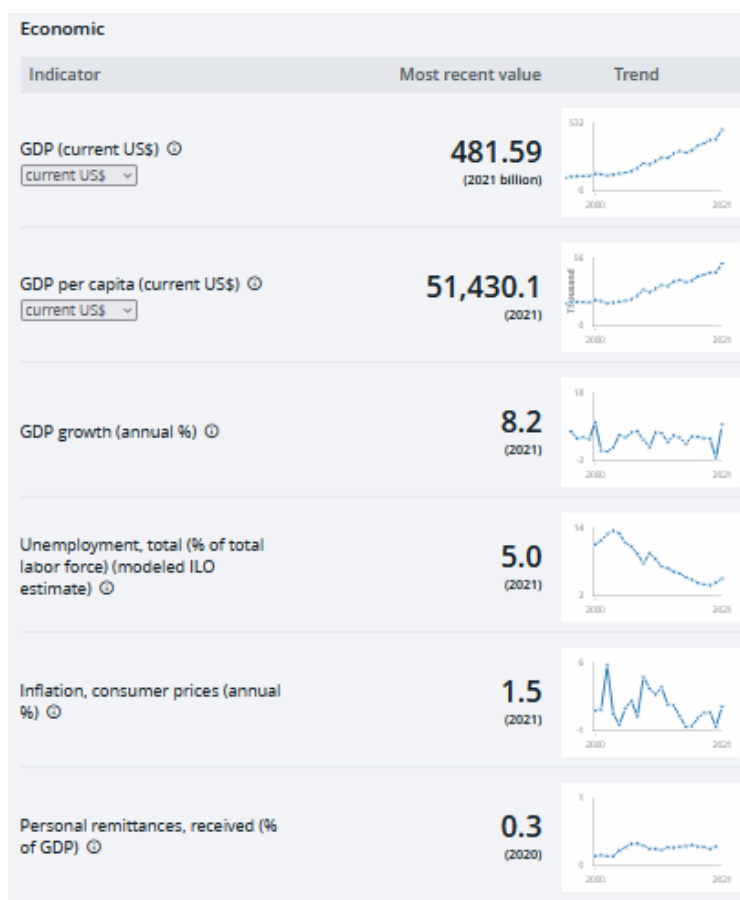 Economic
Indicator Most recent value Trend
GDP (current US$)
current US$
481.59
(2021 billion)
532
0
2000 2021
GDP per capita (current US$)
current US$
51,430.1
(2021)
56
Thousand
0
2000 2021
GDP growth (annual %)
8.2
(2021)
18
-3
2000 2021
Unemployment, total (% of total
labor force) (modeled ILO
estimate)
5.0
(2021)
14
2
2000 2021
Inflation, consumer prices (annual
%)
1.5
(2021)
6
-1
2000 2021
Personal remittances, received (%
of GDP)
0.3
(2020)
1
0
2000 2021